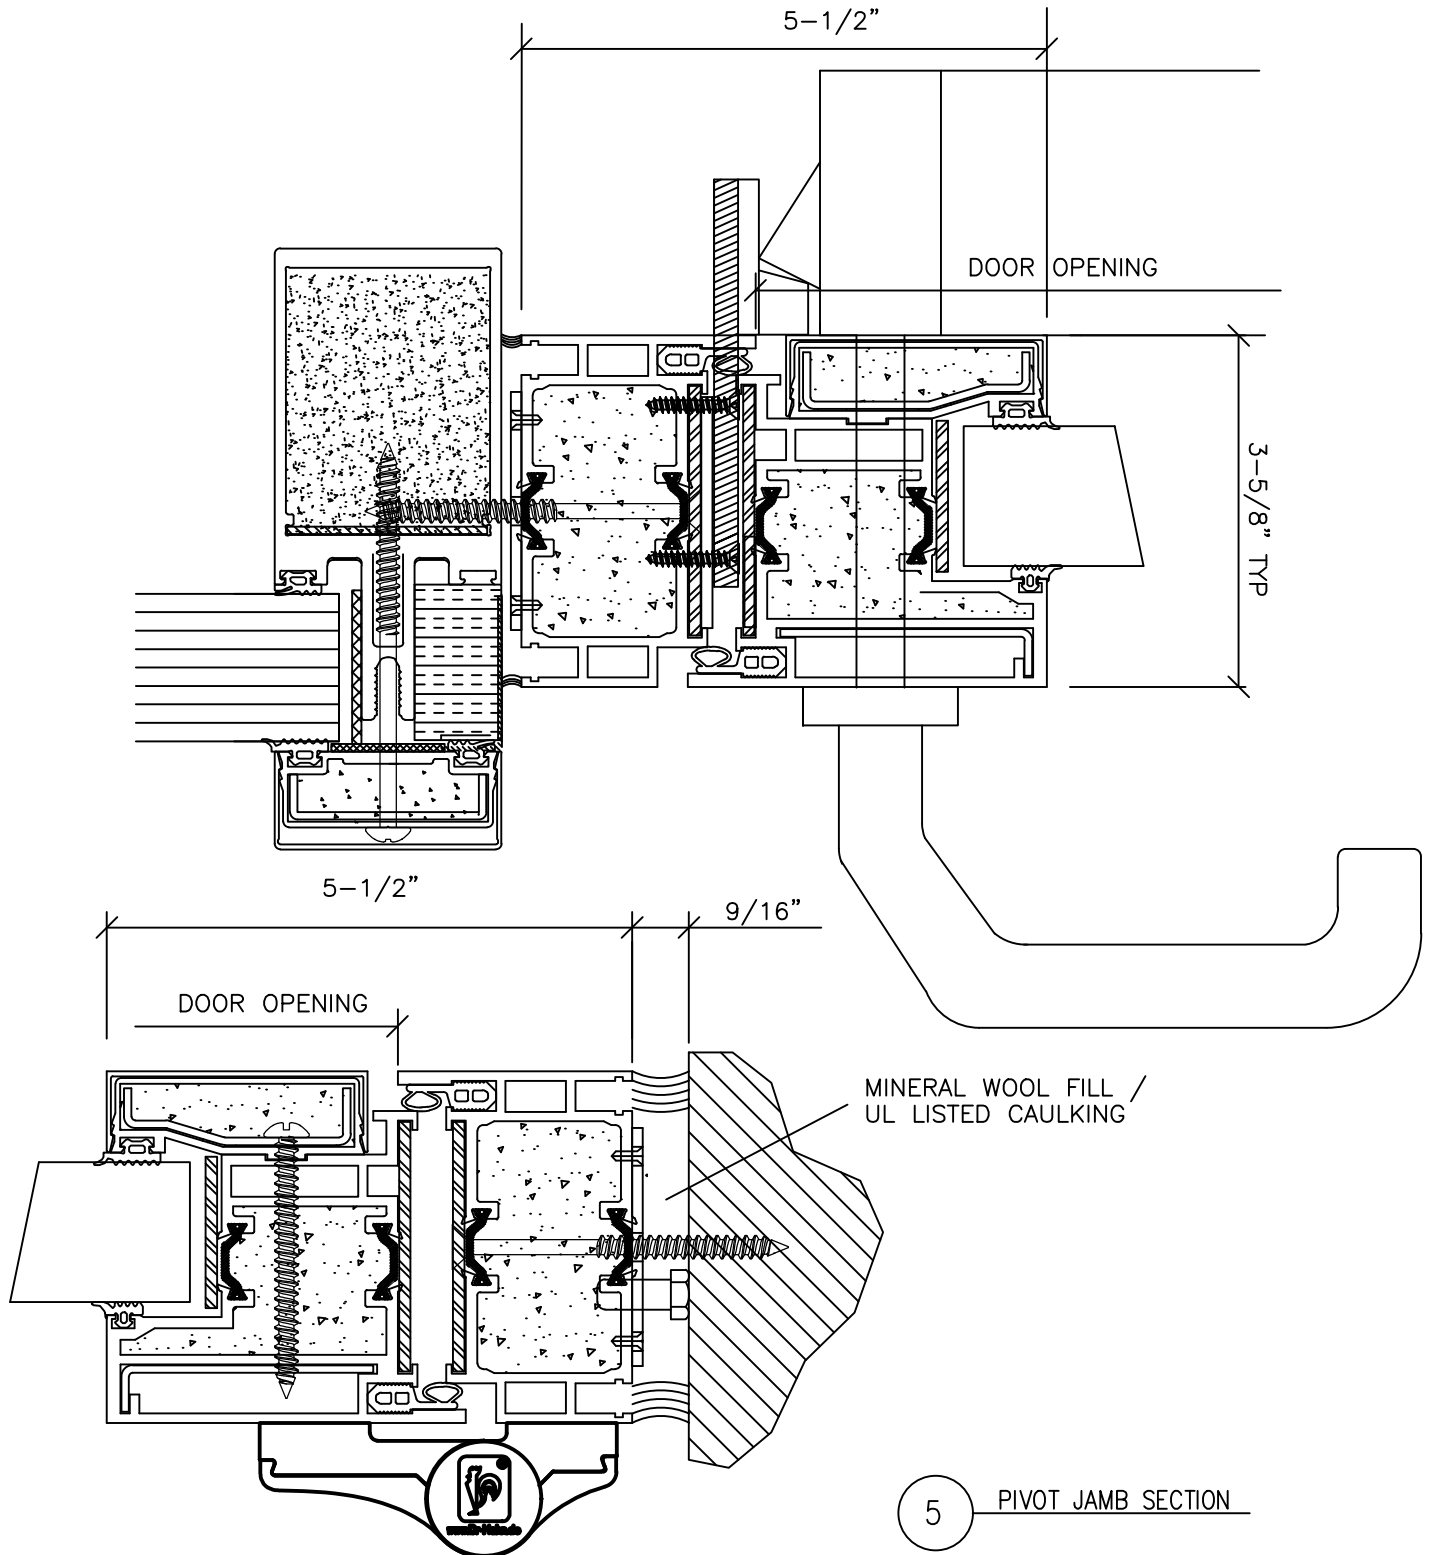 5-1/2"
DOOR OPENING
3-5/8" TYP
5-1/2"
9/16"
DOOR OPENING
MINERAL WOOL FILL /
UL LISTED CAULKING
5
PIVOT JAMB SECTION